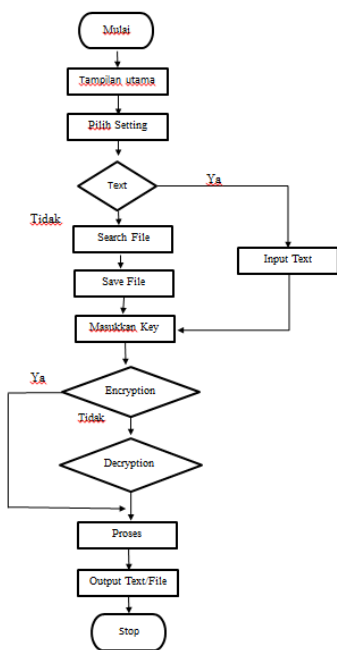 Mulai
Tampilan utama
Pilih Setting
Text
Ya
Tidak
Search File
Input Text
Save File
Masukkan Key
Ya
Encryption
Tidak
Decryption
Proses
Output Text/File
Stop